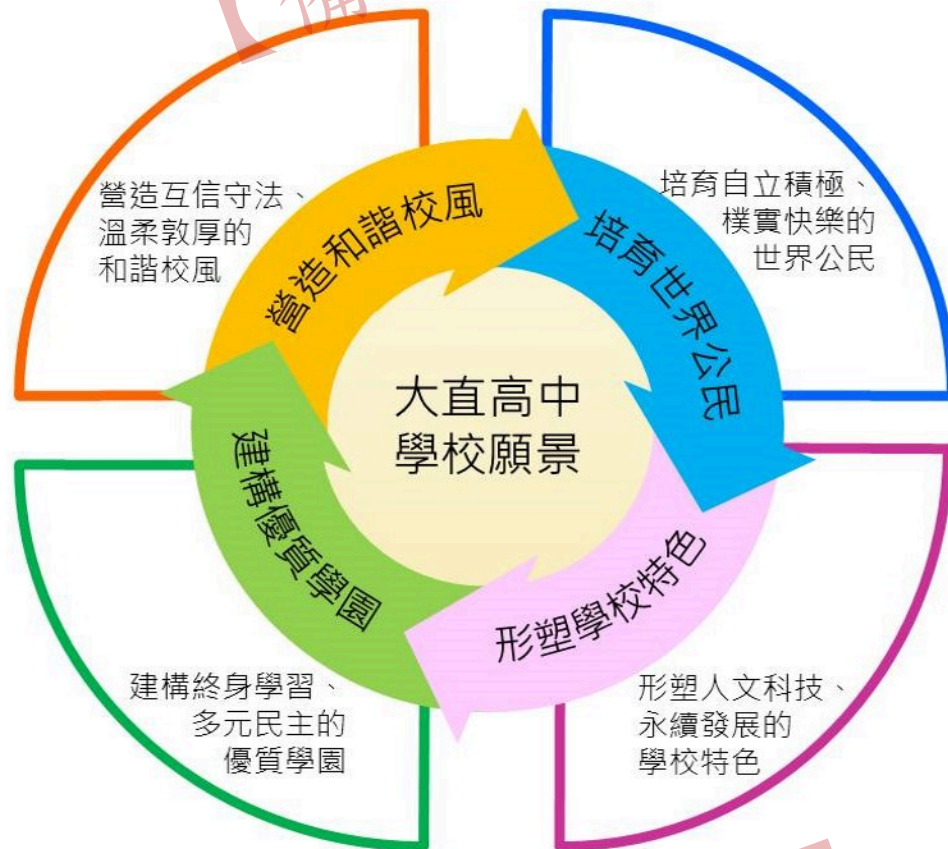 【備
營造互信守法、
溫柔敦厚的
和諧校風
培育自立積極、
樸實快樂的
世界公民
營造和諧校風
培育世界公民
大直高中
學校願景
建構優質學園
形塑學校特色
建構終身學習、
多元民主的
優質學園
形塑人文科技、
永續發展的
學校特色